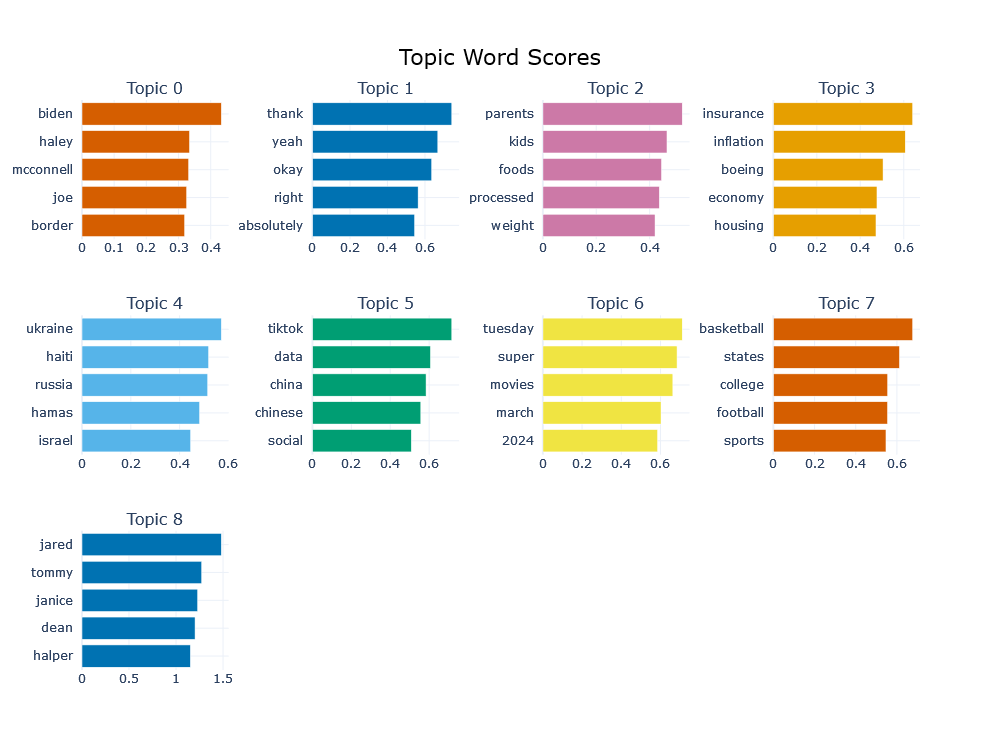 Topic Word Scores
Topic 0
biden
haley
mcconnell
joe
border
0 0.1 0.2 0.3 0.4
Topic 1
thank
yeah
okay
right
absolutely
0 0.2 0.4 0.6
Topic 2
parents
kids
foods
processed
weight
0 0.2 0.4
Topic 3
insurance
inflation
boeing
economy
housing
0 0.2 0.4 0.6
Topic 4
ukraine
haiti
russia
hamas
israel
0 0.2 0.4 0.6
Topic 5
tiktok
data
china
chinese
social
0 0.2 0.4 0.6
Topic 6
tuesday
super
movies
march
2024
0 0.2 0.4 0.6
Topic 7
basketball
states
college
football
sports
0 0.2 0.4 0.6
Topic 8
jared
tommy
janice
dean
halper
0 0.5 1 1.5